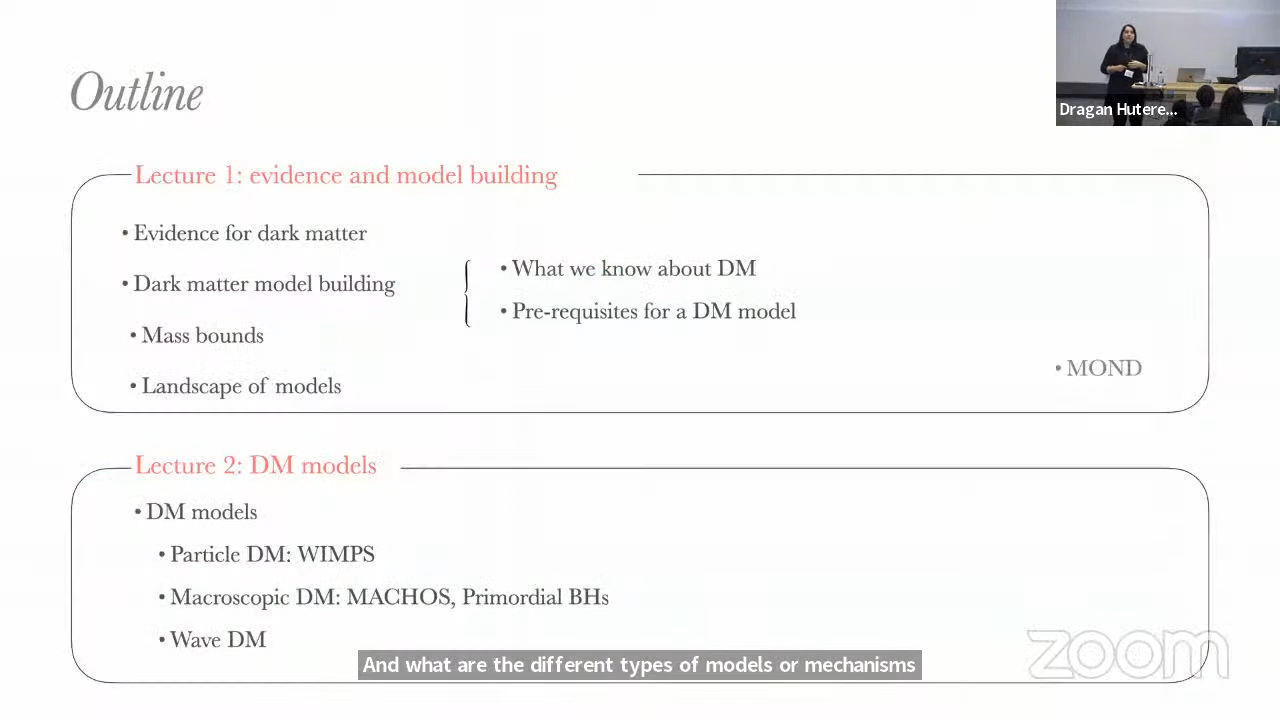 Outline
Dragan Hutere...
Lecture 1: evidence and model building
• Evidence for dark matter
• Dark matter model building
• What we know about DM
• Pre-requisites for a DM model
• Mass bounds
• Landscape of models
• MOND
Lecture 2: DM models
• DM models
• Particle DM: WIMPS
• Macroscopic DM: MACHOS, Primordial BHs
• Wave DM
And what are the different types of models or mechanisms
zoom